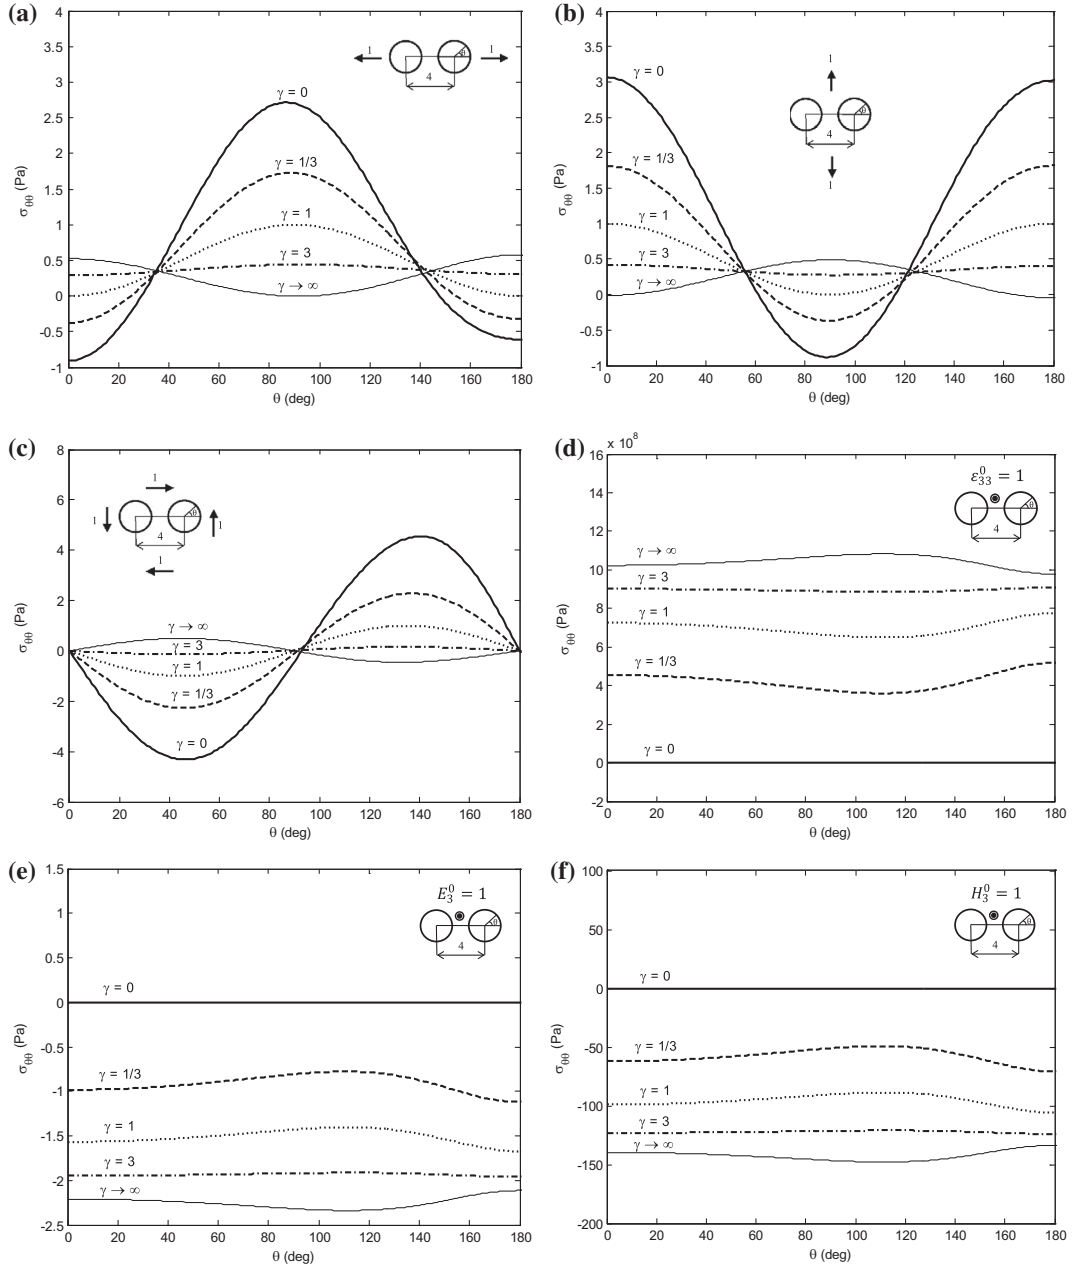 (a)
4
3.5
3
2.5
2
1.5
1
0.5
0
-0.5
-1
σθθ (Pa)
0 20 40 60 80 100 120 140 160 180
θ (deg)
1 1
θ
4
γ = 0
γ = 1/3
γ = 1
γ = 3
γ → ∞
(b)
4
3.5
3
2.5
2
1.5
1
0.5
0
-0.5
-1
σθθ (Pa)
0 20 40 60 80 100 120 140 160 180
θ (deg)
1
θ
4
1
γ = 0
γ = 1/3
γ = 1
γ = 3
γ → ∞
(c)
8
6
4
2
0
-2
-4
-6
σθθ (Pa)
0 20 40 60 80 100 120 140 160 180
θ (deg)
1
1 θ 1
4
1
γ → ∞
γ = 3
γ = 1
γ = 1/3
γ = 0
(d)
x 10⁸
16
14
12
10
8
6
4
2
0
-2
σθθ (Pa)
0 20 40 60 80 100 120 140 160 180
θ (deg)
ε⁰₃₃ = 1
θ
4
γ → ∞
γ = 3
γ = 1
γ = 1/3
γ = 0
(e)
1.5
1
0.5
0
-0.5
-1
-1.5
-2
-2.5
σθθ (Pa)
0 20 40 60 80 100 120 140 160 180
θ (deg)
E⁰₃ = 1
θ
4
γ = 0
γ = 1/3
γ = 1
γ = 3
γ → ∞
(f)
100
50
0
-50
-100
-150
-200
σθθ (Pa)
0 20 40 60 80 100 120 140 160 180
θ (deg)
H⁰₃ = 1
θ
4
γ = 0
γ = 1/3
γ = 1
γ = 3
γ → ∞